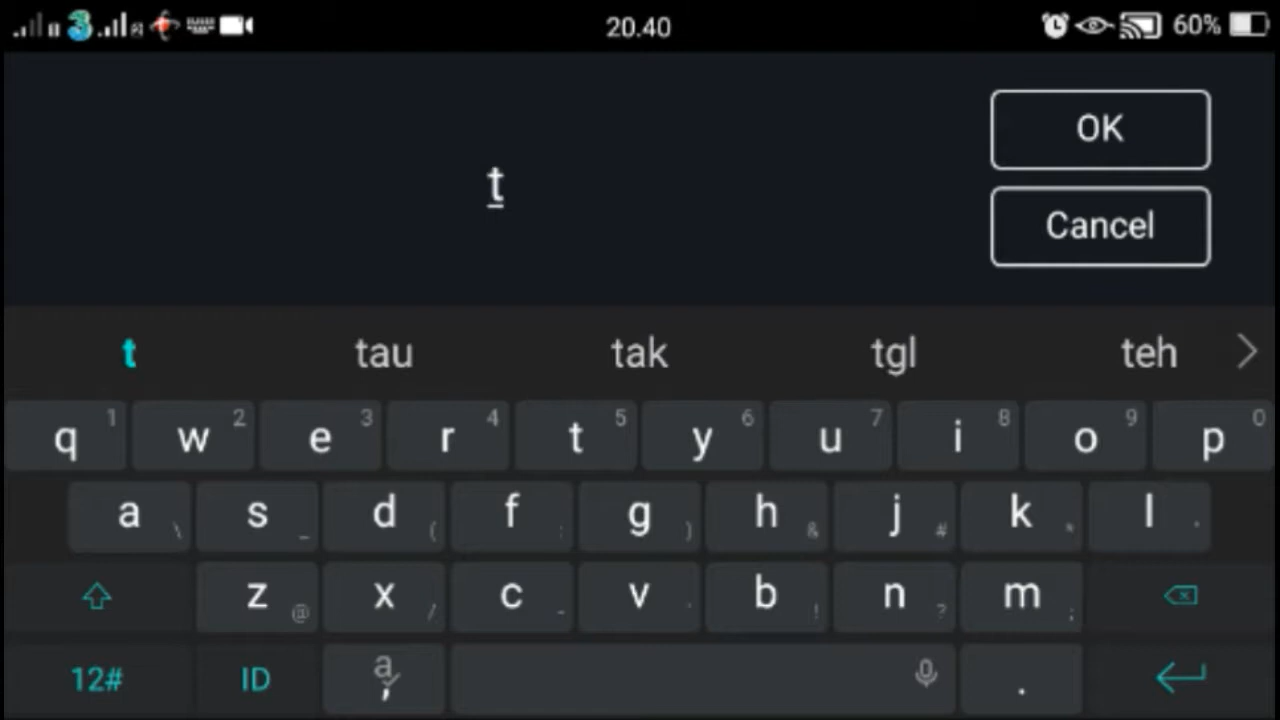 3 20.40 60%
OK
t
Cancel
t tau tak tgl teh
1 2 3 4 5 6 7 8 9 0
q w e r t y u i o p
a s d f g h j k l
\ _ ( : ) & # *
z x c v b n m
@ / - ! ? ;
12# ID a , .